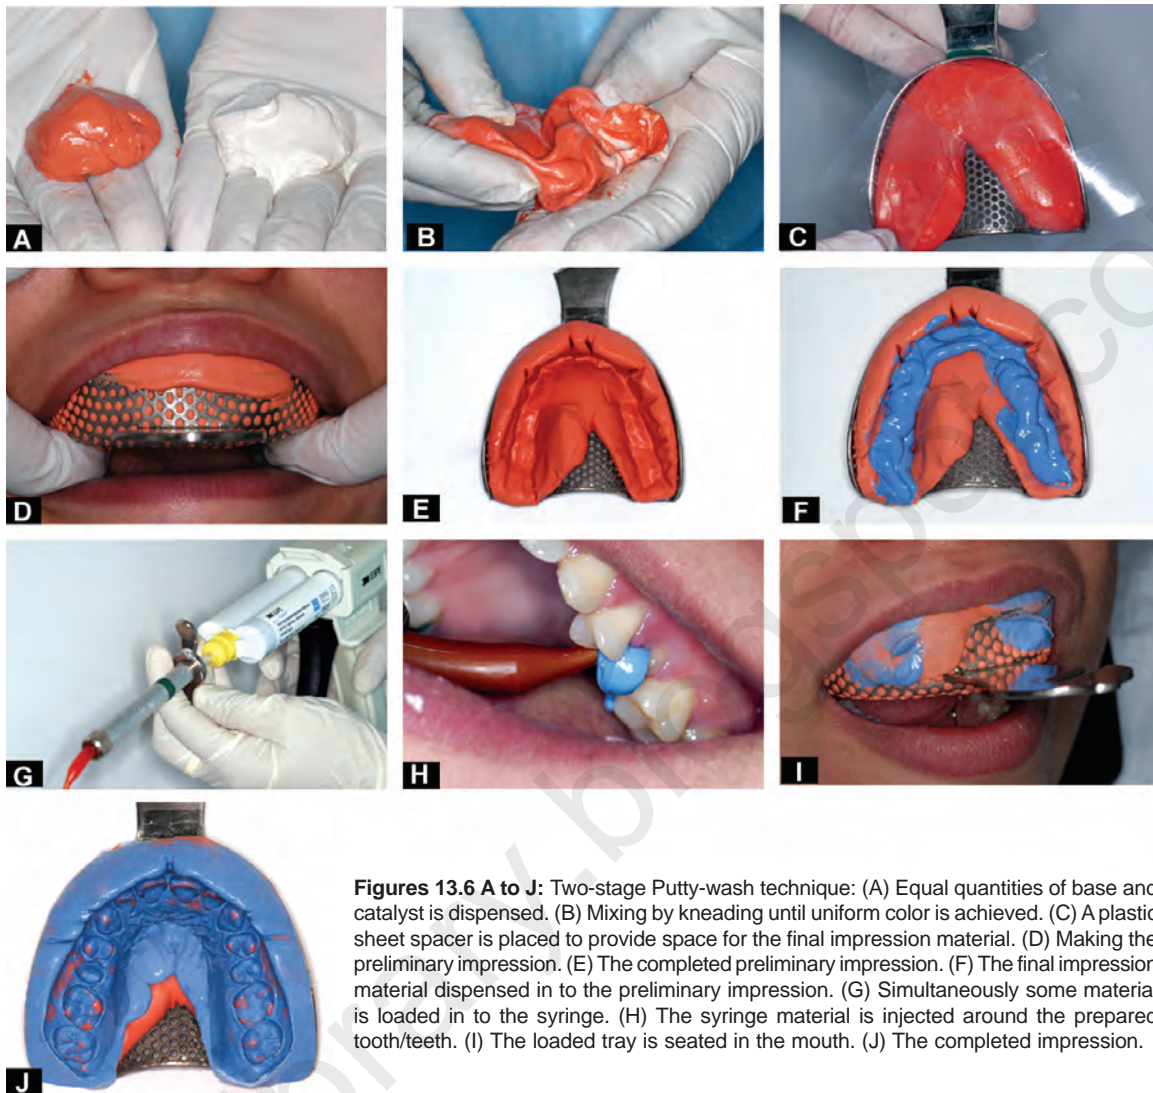 A
B
C
D
E
F
G
H
I
J
Figures 13.6 A to J: Two-stage Putty-wash technique: (A) Equal quantities of base and
catalyst is dispensed. (B) Mixing by kneading until uniform color is achieved. (C) A plastic
sheet spacer is placed to provide space for the final impression material. (D) Making the
preliminary impression. (E) The completed preliminary impression. (F) The final impression
material dispensed in to the preliminary impression. (G) Simultaneously some material
is loaded in to the syringe. (H) The syringe material is injected around the prepared
tooth/teeth. (I) The loaded tray is seated in the mouth. (J) The completed impression.